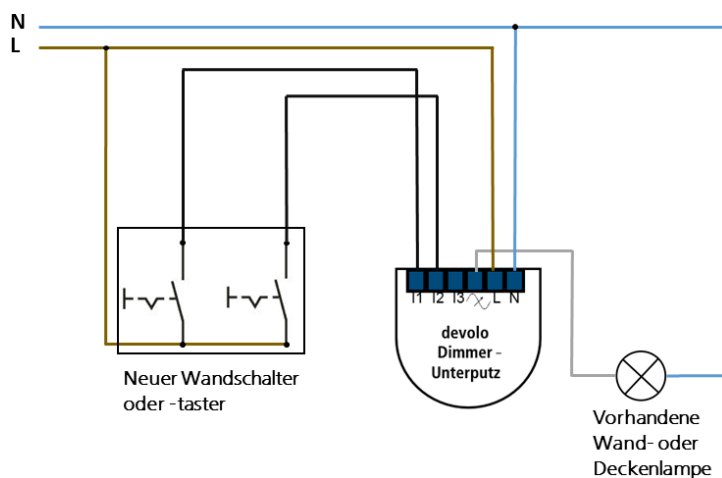 N
L
I1 I2 I3 L N
devolo
Dimmer -
Unterputz
Neuer Wandschalter
oder -taster
Vorhandene
Wand- oder
Deckenlampe